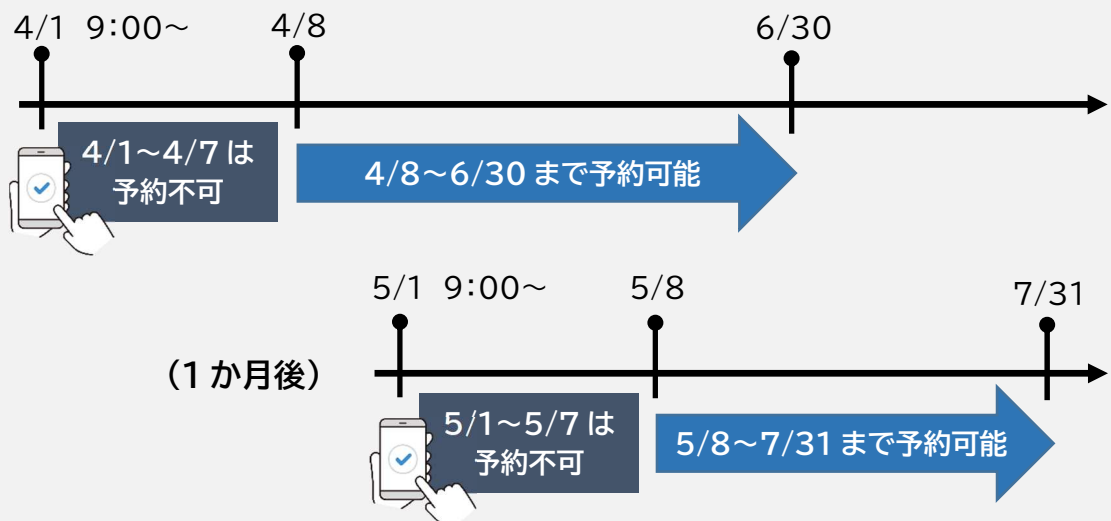 4/1 9:00～
4/8
6/30
4/1～4/7 は
予約不可
4/8～6/30 まで予約可能
5/1 9:00～
5/8
7/31
（1 か月後）
5/1～5/7 は
予約不可
5/8～7/31 まで予約可能